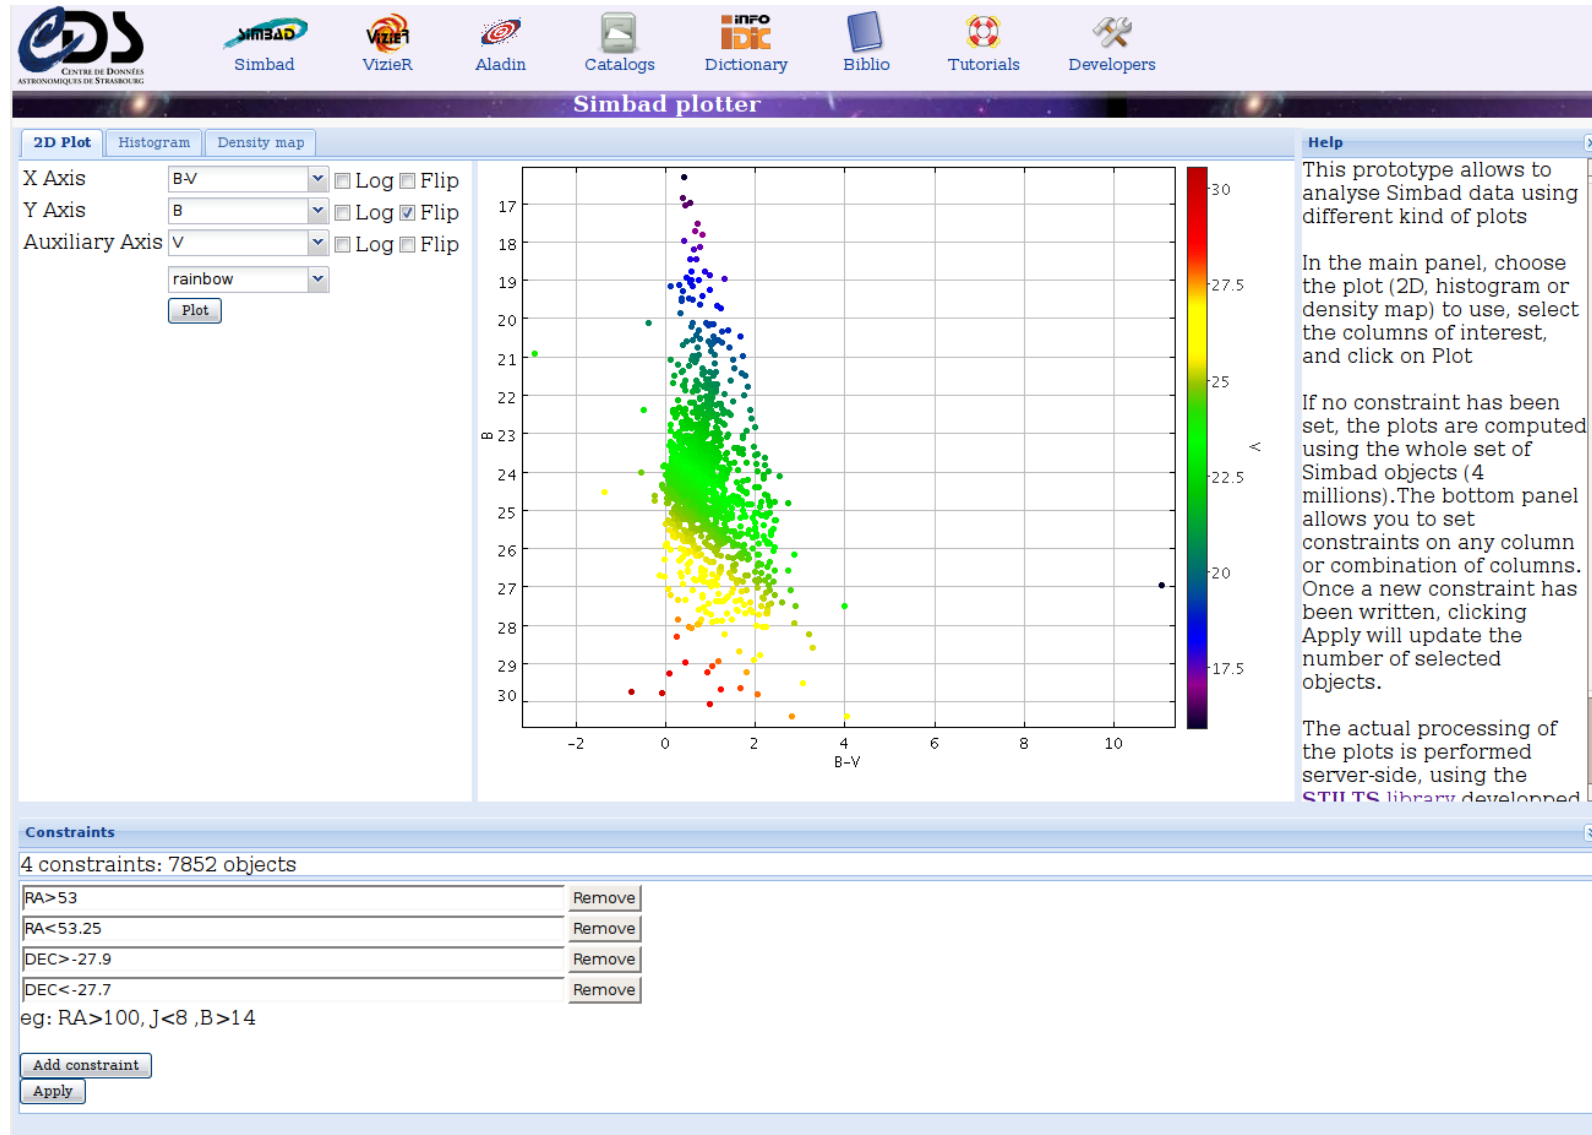 CDS
CENTRE DE DONNÉES
ASTRONOMIQUES DE STRASBOURG
SIMBAD
Simbad
VizieR
VizieR
Aladin
Catalogs
INFO
DiC
Dictionary
Biblio
Tutorials
Developers
Simbad plotter
2D Plot
Histogram
Density map
X Axis
B-V
Log
Flip
Y Axis
B
Log
Flip
Auxiliary Axis
V
Log
Flip
rainbow
Plot
17
18
19
20
21
22
23
24
25
26
27
28
29
30
B
-2
0
2
4
6
8
10
B-V
30
27.5
25
22.5
20
17.5
V
Help
This prototype allows to
analyse Simbad data using
different kind of plots
In the main panel, choose
the plot (2D, histogram or
density map) to use, select
the columns of interest,
and click on Plot
If no constraint has been
set, the plots are computed
using the whole set of
Simbad objects (4
millions).The bottom panel
allows you to set
constraints on any column
or combination of columns.
Once a new constraint has
been written, clicking
Apply will update the
number of selected
objects.
The actual processing of
the plots is performed
server-side, using the
STILTS library developped
Constraints
4 constraints: 7852 objects
RA>53
Remove
RA<53.25
Remove
DEC>-27.9
Remove
DEC<-27.7
Remove
eg: RA>100, J<8 ,B>14
Add constraint
Apply